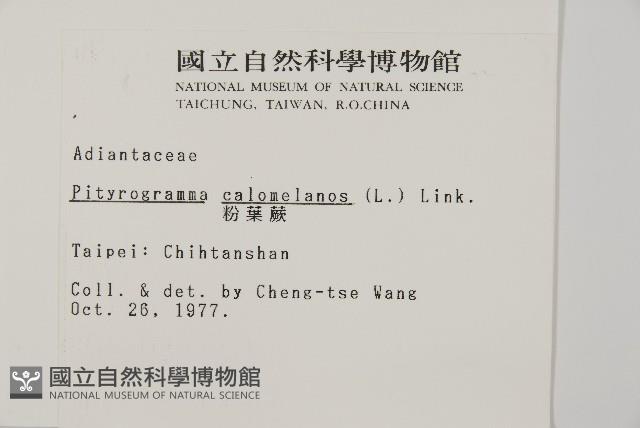 國立自然科學博物館
NATIONAL MUSEUM OF NATURAL SCIENCE
TAICHUNG, TAIWAN, R.O.CHINA
Adiantaceae
Pityrogramma calomelanos (L.) Link.
粉葉蕨
Taipei: Chihtanshan
Coll. & det. by Cheng-tse Wang
Oct. 26, 1977.
國立自然科學博物館
NATIONAL MUSEUM OF NATURAL SCIENCE